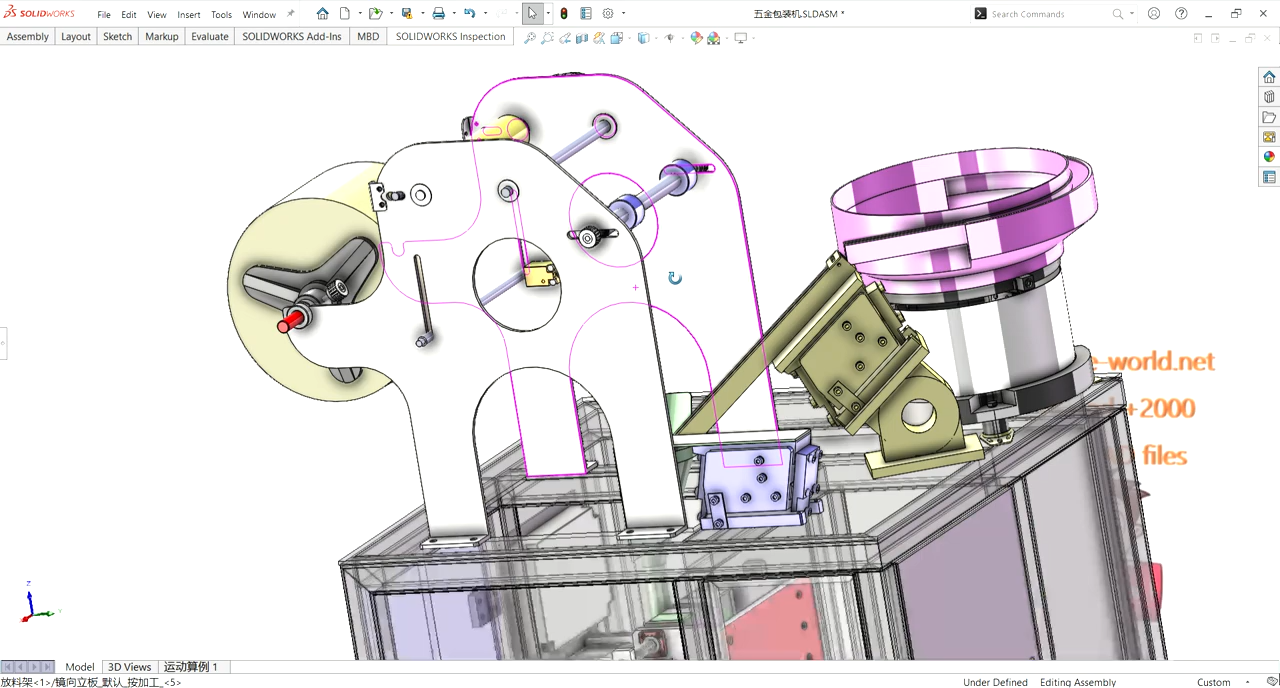 SOLIDWORKS File Edit View Insert Tools Window 五金包装机.SLDASM * Search Commands
Assembly Layout Sketch Markup Evaluate SOLIDWORKS Add-Ins MBD SOLIDWORKS Inspection
e-world.net
+2000
files
Z
Model 3D Views 运动算例 1
放料架<1>/镜向立板_默认_按加工_<5> Under Defined Editing Assembly Custom